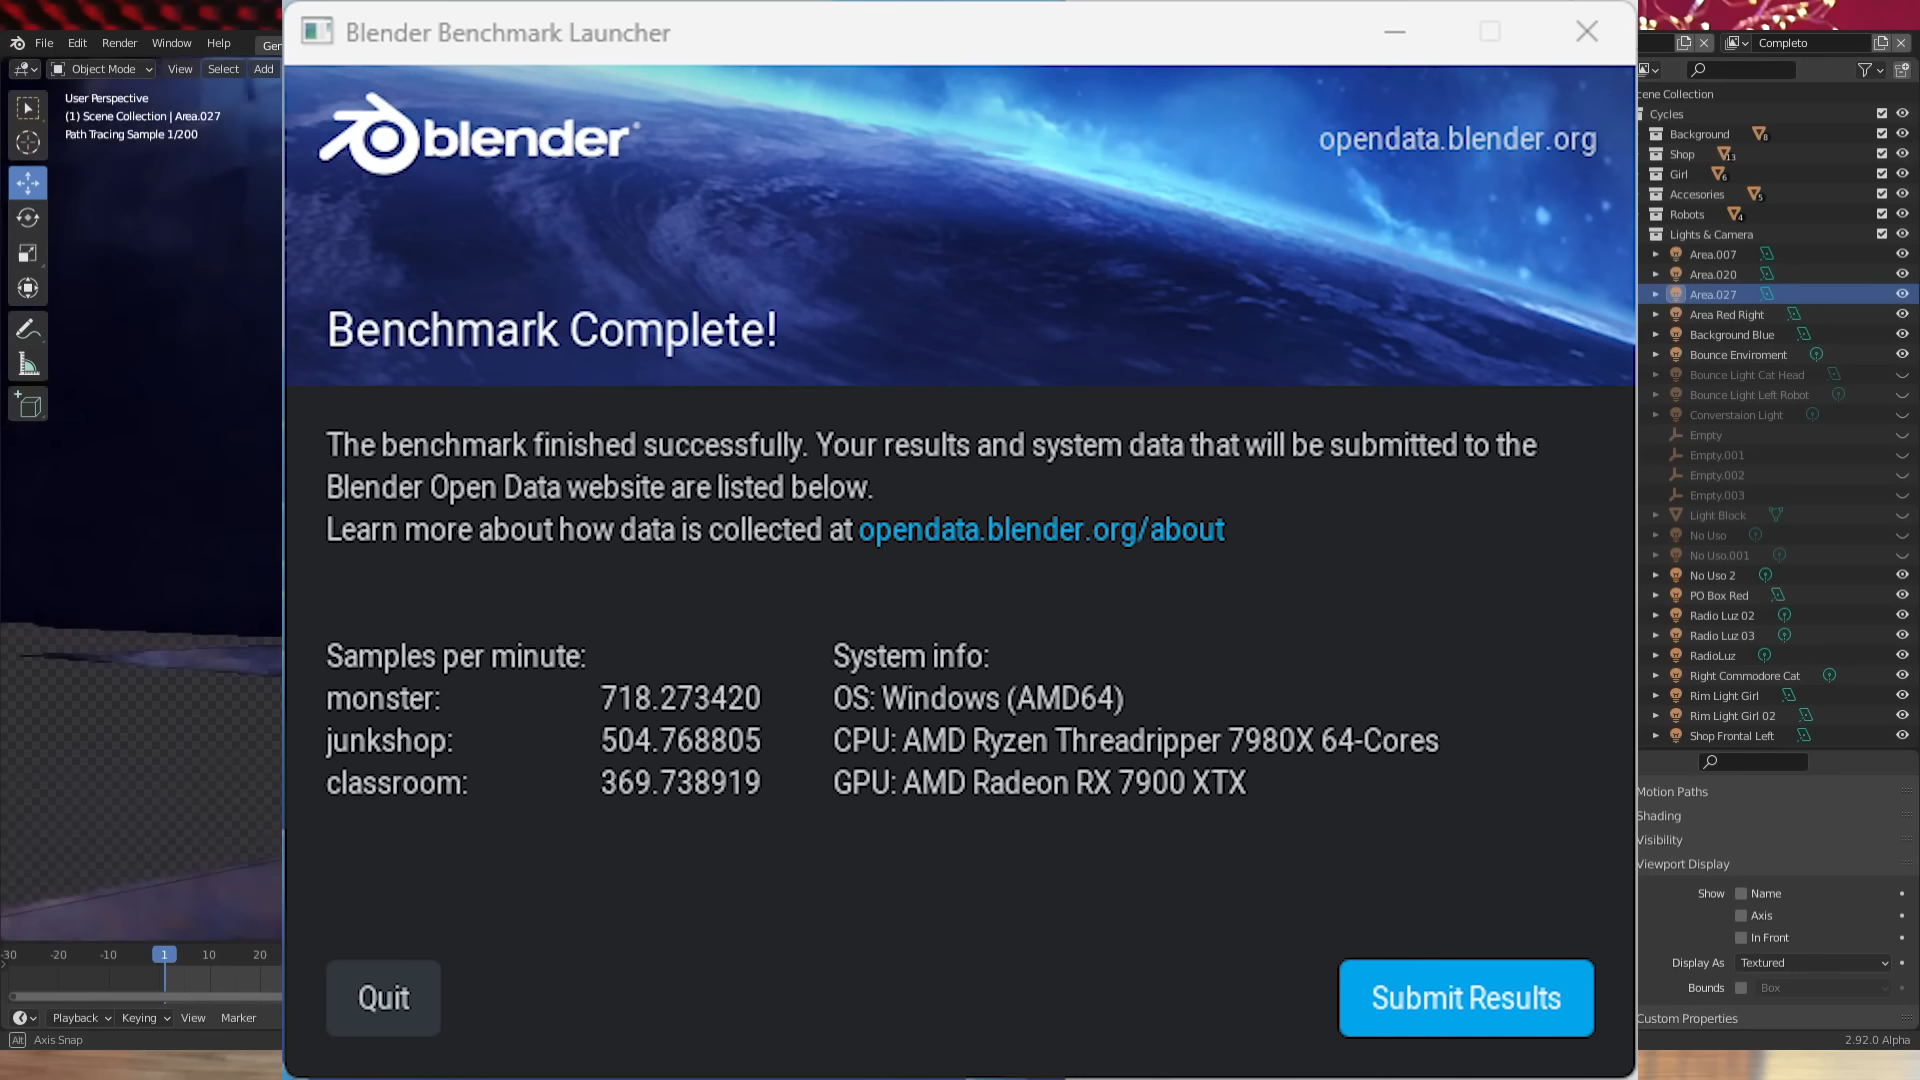 Blender Benchmark Launcher
File Edit Render Window Help
Object Mode View Select Add
User Perspective
(1) Scene Collection | Area.027
Path Tracing Sample 1/200
blender
opendata.blender.org
Benchmark Complete!
The benchmark finished successfully. Your results and system data that will be submitted to the
Blender Open Data website are listed below.
Learn more about how data is collected at opendata.blender.org/about
Samples per minute:
monster: 718.273420
junkshop: 504.768805
classroom: 369.738919
System info:
OS: Windows (AMD64)
CPU: AMD Ryzen Threadripper 7980X 64-Cores
GPU: AMD Radeon RX 7900 XTX
Quit
Submit Results
-20 -10 1 10 20
Playback Keying View Marker
Alt Axis Snap
Completo
Cycles
Background 8
Shop 13
Girl 6
Accesories 5
Robots 4
Lights & Camera
Area.007
Area.020
Area.027
Area Red Right
Background Blue
Bounce Enviroment
Bounce Light Cat Head
Bounce Light Left Robot
Converstaion Light
Empty
Empty.001
Empty.002
Empty.003
Light Block
No Uso
No Uso.001
No Uso 2
PO Box Red
Radio Luz 02
Radio Luz 03
RadioLuz
Right Commodore Cat
Rim Light Girl
Rim Light Girl 02
Shop Frontal Left
Motion Paths
Shading
Visibility
Viewport Display
Show Name
Axis
In Front
Display As Textured
Bounds Box
Custom Properties
2.92.0 Alpha